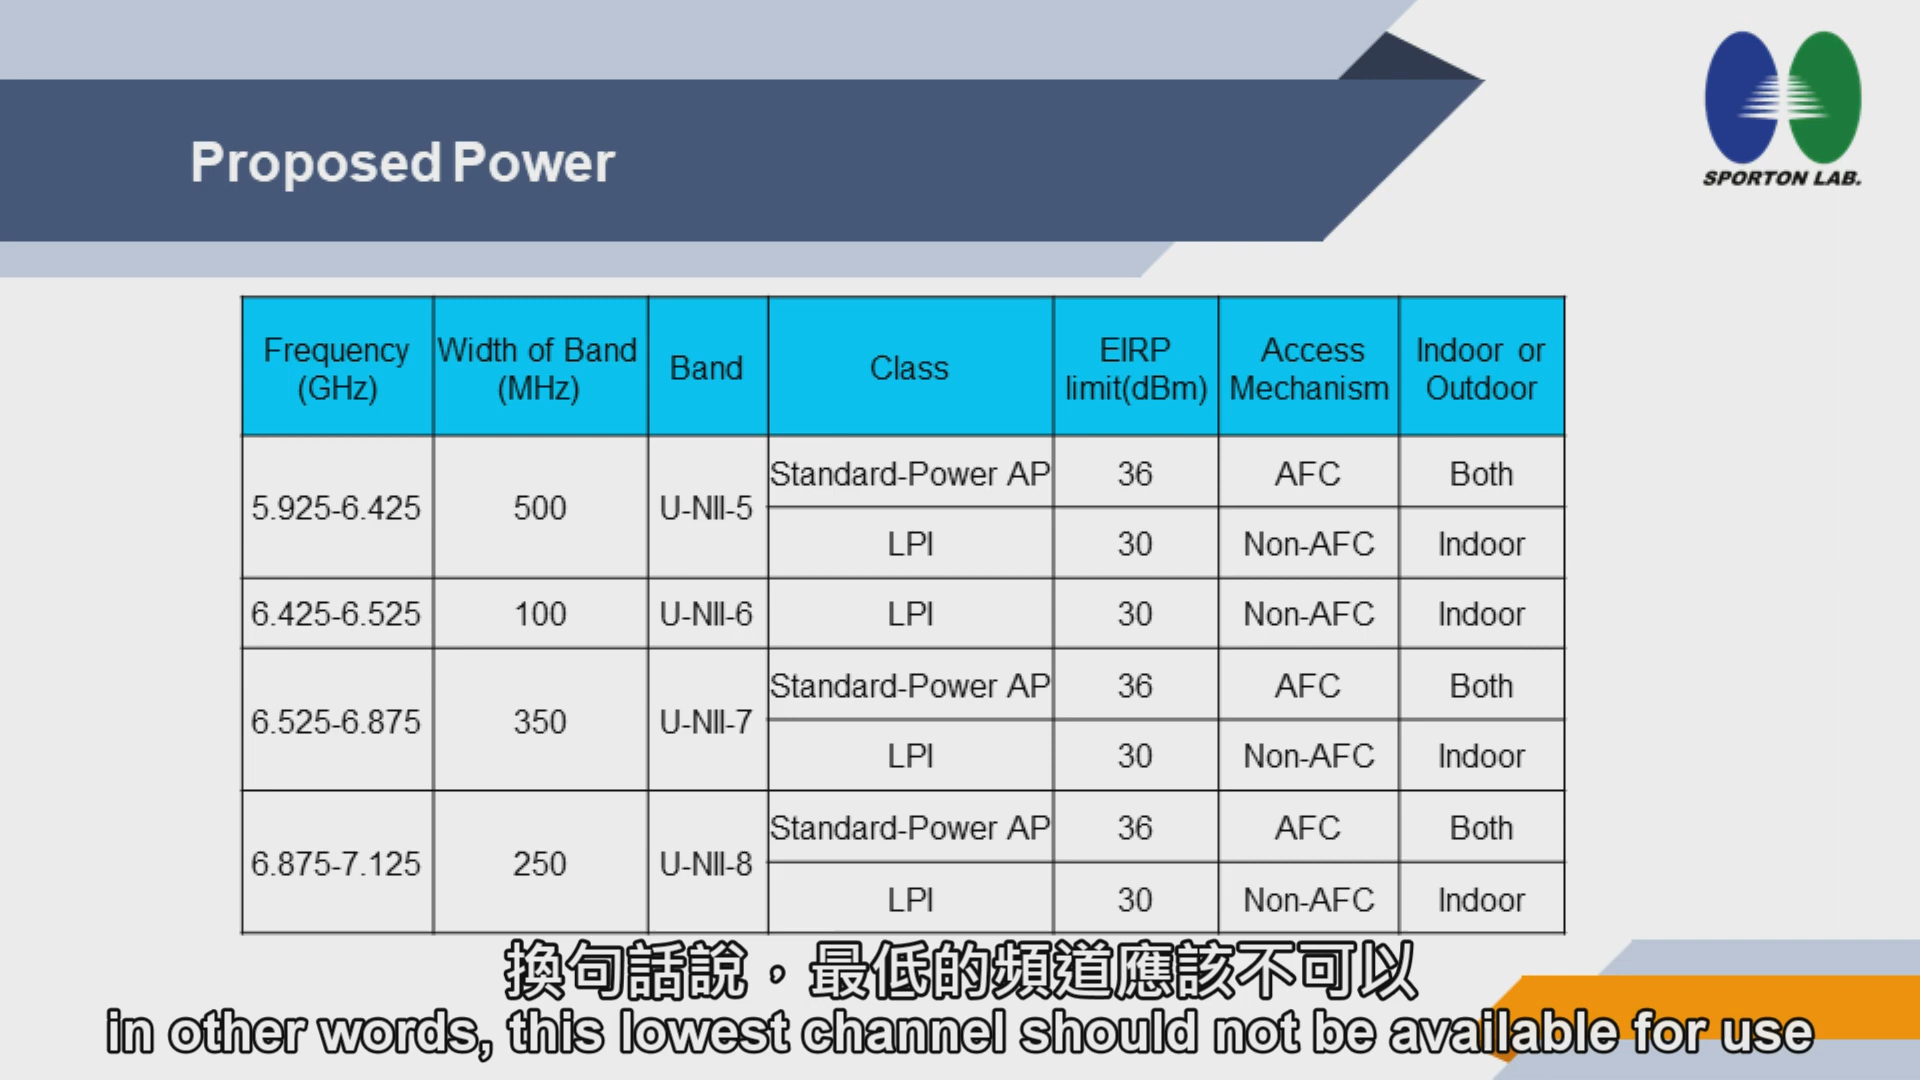 Proposed Power
SPORTON LAB.
Frequency (GHz) Width of Band (MHz) Band Class EIRP limit(dBm) Access Mechanism Indoor or Outdoor
5.925-6.425 500 U-NII-5 Standard-Power AP 36 AFC Both
LPI 30 Non-AFC Indoor
6.425-6.525 100 U-NII-6 LPI 30 Non-AFC Indoor
6.525-6.875 350 U-NII-7 Standard-Power AP 36 AFC Both
LPI 30 Non-AFC Indoor
6.875-7.125 250 U-NII-8 Standard-Power AP 36 AFC Both
LPI 30 Non-AFC Indoor
換句話說，最低的頻道應該不可以
in other words, this lowest channel should not be available for use